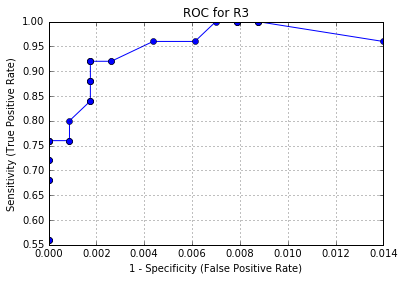 ROC for R3
1.00
0.95
0.90
0.85
0.80
0.75
0.70
0.65
0.60
0.55
Sensitivity (True Positive Rate)
0.000 0.002 0.004 0.006 0.008 0.010 0.012 0.014
1 - Specificity (False Positive Rate)